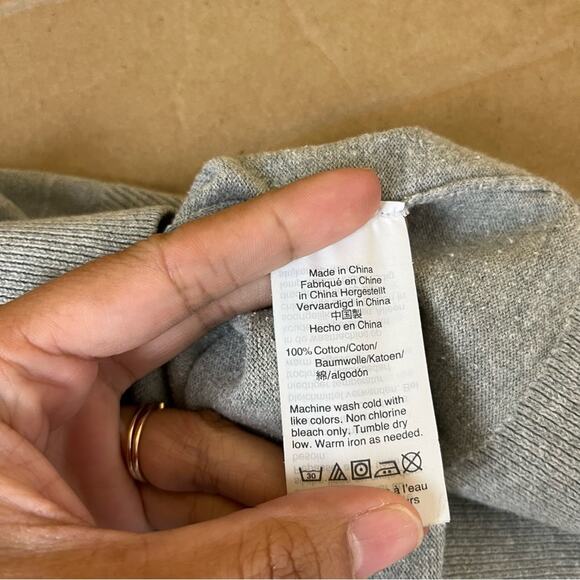 Made in China
Fabriqué en Chine
in China Hergestellt
Vervaardigd in China
中国製
Hecho en China
100% Cotton/Coton/
Baumwolle/Katoen/
綿/algodón
Machine wash cold with
like colors. Non chlorine
bleach only. Tumble dry
low. Warm iron as needed.
30
à l'eau